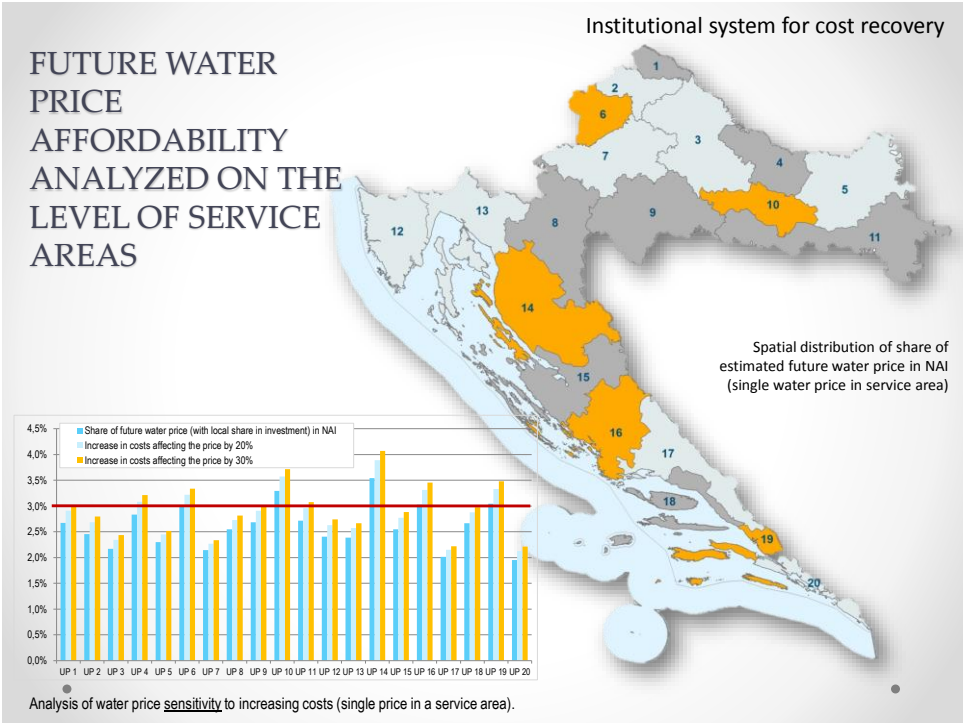 Institutional system for cost recovery
FUTURE WATER
PRICE
AFFORDABILITY
ANALYZED ON THE
LEVEL OF SERVICE
AREAS
1
2
6
3
7
4
5
10
13
12
8
9
11
14
15
16
17
18
19
20
Spatial distribution of share of
estimated future water price in NAI
(single water price in service area)
4,5%
4,0%
3,5%
3,0%
2,5%
2,0%
1,5%
1,0%
0,5%
0,0%
Share of future water price (with local share in investment) in NAI
Increase in costs affecting the price by 20%
Increase in costs affecting the price by 30%
UP 1 UP 2 UP 3 UP 4 UP 5 UP 6 UP 7 UP 8 UP 9 UP 10 UP 11 UP 12 UP 13 UP 14 UP 15 UP 16 UP 17 UP 18 UP 19 UP 20
Analysis of water price sensitivity to increasing costs (single price in a service area).